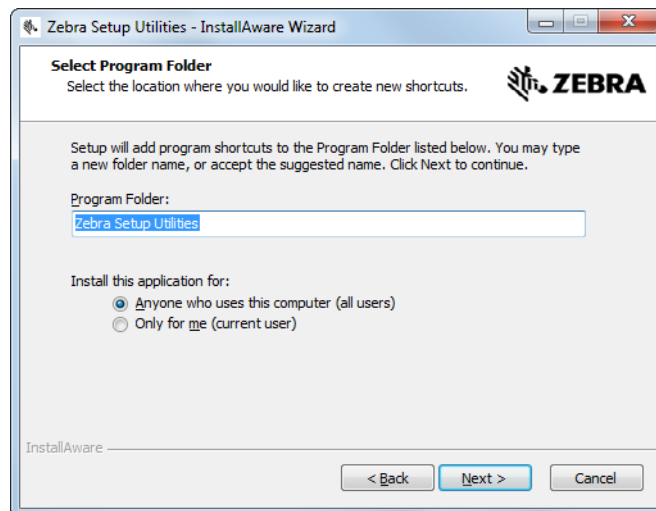 Zebra Setup Utilities - InstallAware Wizard
Select Program Folder
Select the location where you would like to create new shortcuts.
ZEBRA
Setup will add program shortcuts to the Program Folder listed below. You may type
a new folder name, or accept the suggested name. Click Next to continue.
Program Folder:
Zebra Setup Utilities
Install this application for:
Anyone who uses this computer (all users)
Only for me (current user)
InstallAware
< Back
Next >
Cancel